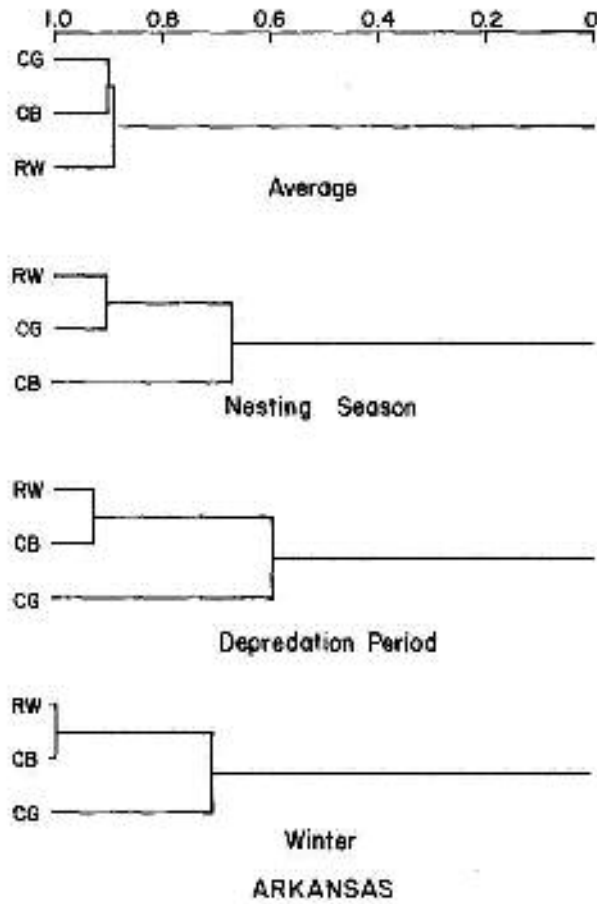 1.0 0.8 0.6 0.4 0.2 0
CG
CB
RW
Average
RW
CG
CB
Nesting Season
RW
CB
CG
Depredation Period
RW
CB
CG
Winter
ARKANSAS